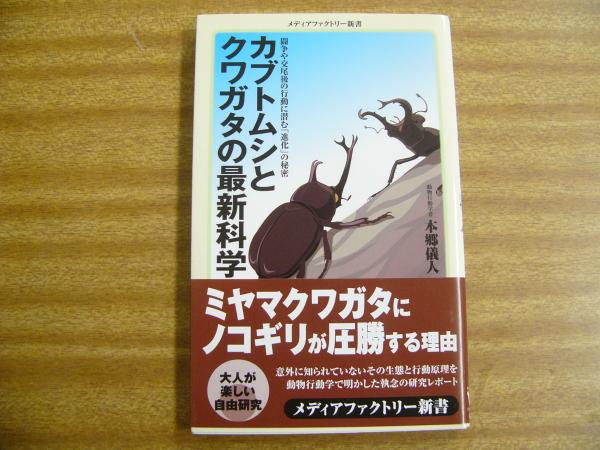 メディアファクトリー新書
闘争や交尾後の行動に潜む「進化」の秘密
カブトムシと
クワガタの最新科学
動物行動学者
本郷儀人
ミヤマクワガタに
ノコギリが圧勝する理由
大人が
楽しい
自由研究
意外に知られていないその生態と行動原理を
動物行動学で明かした執念の研究レポート
メディアファクトリー新書